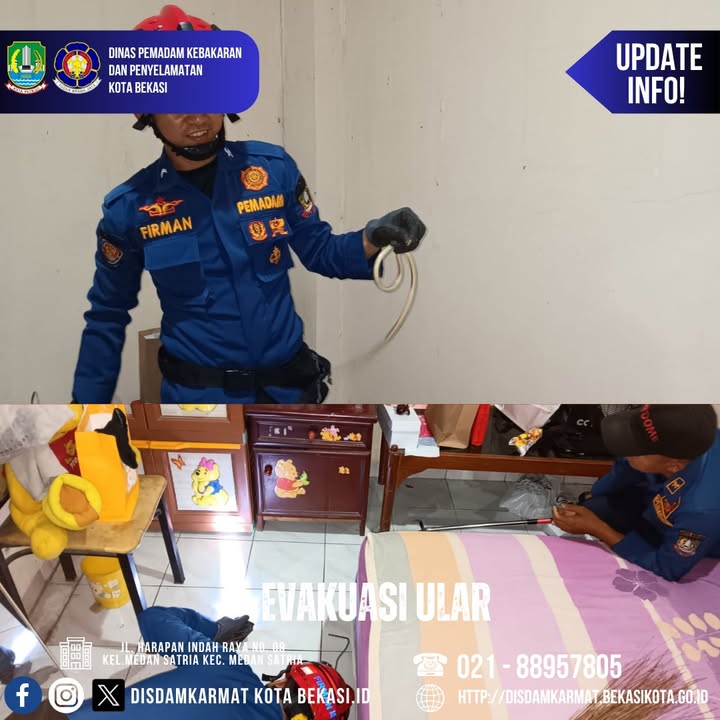 DINAS PEMADAM KEBAKARAN
DAN PENYELAMATAN
KOTA BEKASI
UPDATE
INFO!
FIRMAN
PEMADAM
EVAKUASI ULAR
JL. HARAPAN INDAH RAYA NO. 09
KEL.MEDAN SATRIA KEC. MEDAN SATRIA
021 - 88957805
DISDAMKARMAT KOTA BEKASI.ID
HTTP://DISDAMKARMAT.BEKASIKOTA.GO.ID